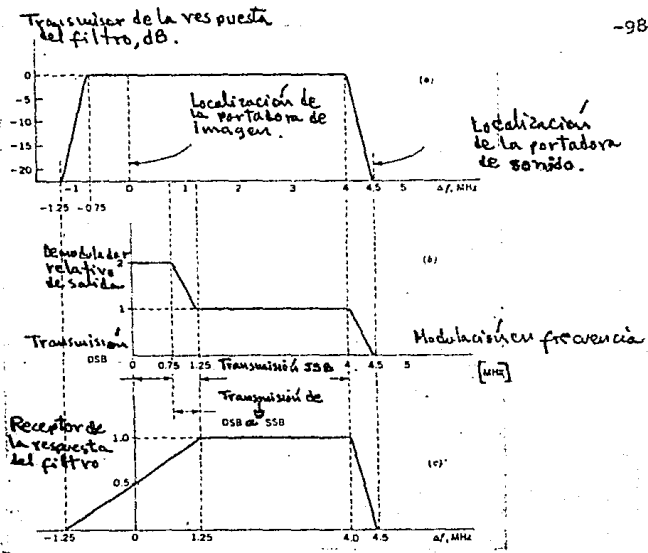 Transmisor de la respuesta
del filtro, dB.
-98
0
-5
-10
-15
-20
(a)
Localización de
la portadora de
imagen.
Localización
de la portadora
de sonido.
-1 0 1 2 3 4 4.5 5 Δf, MHz
-1.25 -0.75
Demodulador
relativo
de salida
2
1
(b)
Transmisión
DSB
Modulación en frecuencia
0 0.75 1.25 Transmisión SSB 4 4.5 5 [MHz]
Transmisión de
DSB a SSB
Receptor de
la respuesta
del filtro
1.0
0.5
(c)
-1.25 0 1.25 4.0 4.5 Δf, MHz